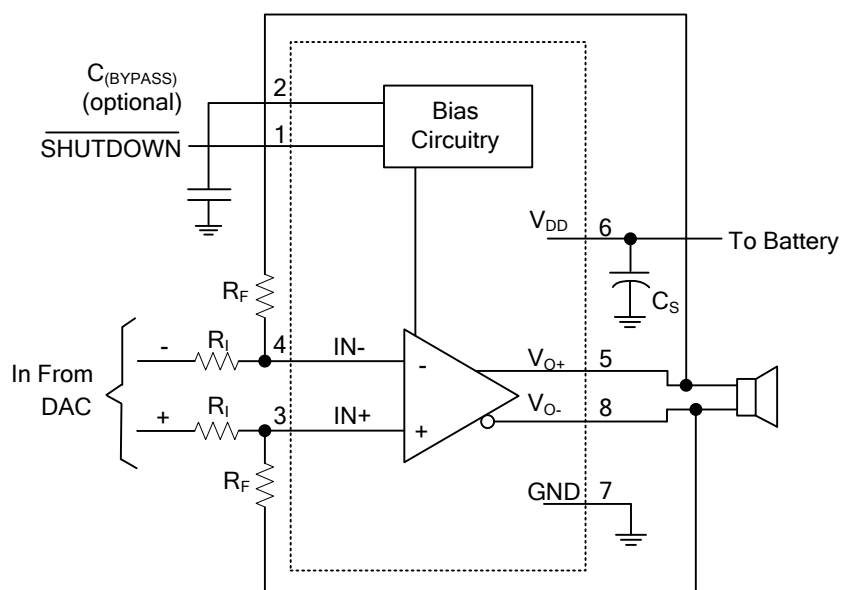 C(BYPASS)
(optional)
2
SHUTDOWN
1
Bias
Circuitry
VDD
6
To Battery
CS
RF
In From
DAC
-
RI
4
IN-
-
VO+
5
+
RI
3
IN+
+
VO-
8
RF
GND
7